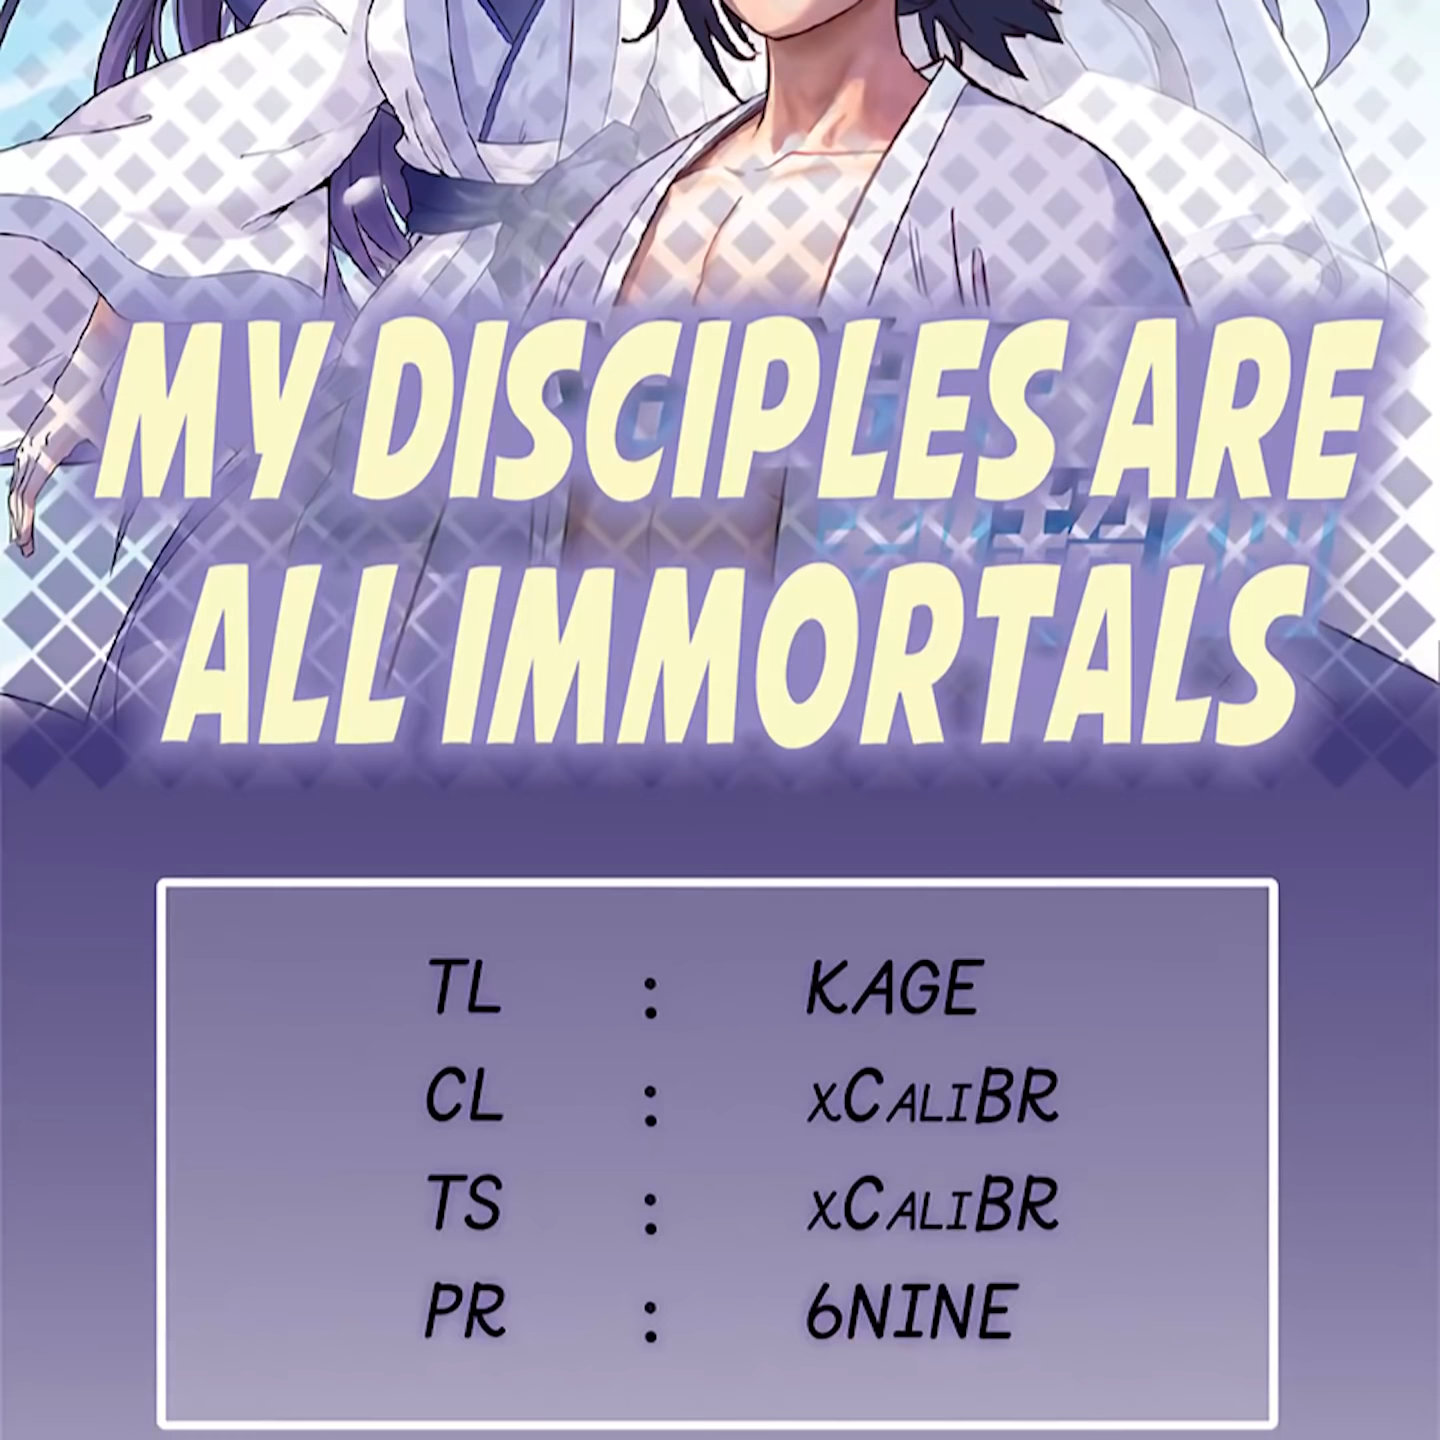 MY DISCIPLES ARE
ALL IMMORTALS
TL : KAGE
CL : xCALIBR
TS : xCALIBR
PR : 6NINE